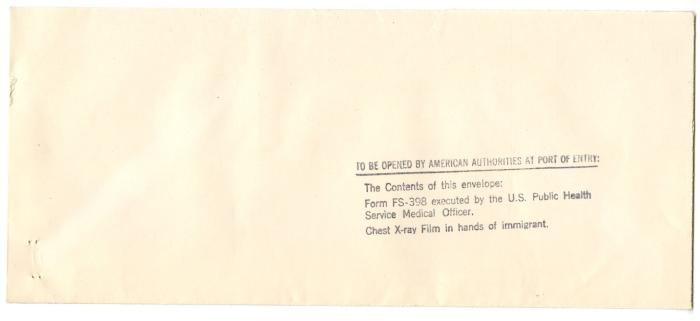 TO BE OPENED BY AMERICAN AUTHORITIES AT PORT OF ENTRY:
The Contents of this envelope:
Form FS-398 executed by the U.S. Public Health
Service Medical Officer.
Chest X-ray Film in hands of immigrant.